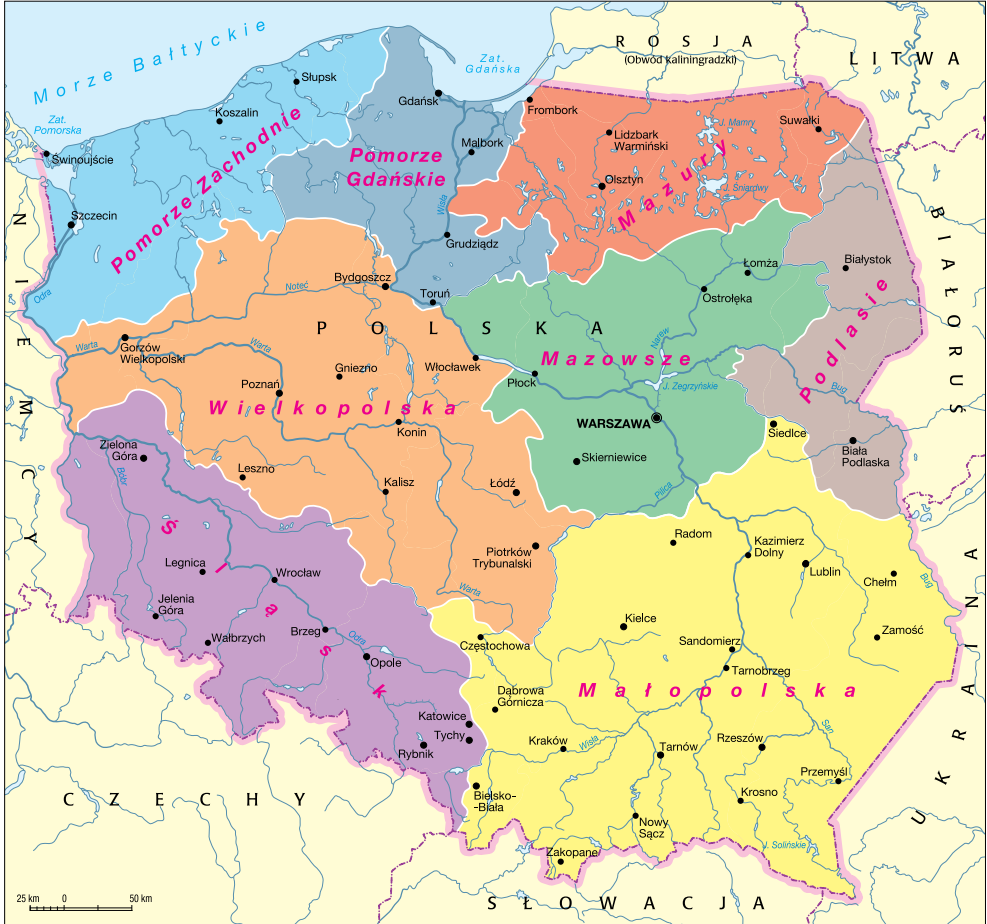 Morze Bałtyckie
ROSJA
(Obwód kaliningradzki)
LITWA
Zat.
Gdańska
Słupsk
Gdańsk
Frombork
Koszalin
Suwałki
Zat.
Pomorska
J. Mamry
Lidzbark
Warmiński
Malbork
Pomorze Zachodnie
Pomorze
Gdańskie
Świnoujście
Olsztyn
Mazury
J. Śniardwy
Wisła
Szczecin
Grudziądz
NIEMCY
BIAŁORUŚ
Łomża
Białystok
Bydgoszcz
Noteć
Toruń
Ostrołęka
Odra
Podlasie
POLSKA
Narew
Warta
Gorzów
Wielkopolski
Warta
Włocławek
Mazowsze
Gniezno
Poznań
Płock
J. Zegrzyńskie
Bug
Wielkopolska
WARSZAWA
Konin
Siedlce
Zielona
Góra
Biała
Podlaska
Skierniewice
Leszno
Bóbr
Kalisz
Łódź
Pilica
Śląsk
Radom
Kazimierz
Dolny
Piotrków
Trybunalski
Legnica
Wrocław
Lublin
Chełm
Bug
UKRAINA
Warta
Jelenia
Góra
Kielce
Brzeg
Odra
Wałbrzych
Częstochowa
Sandomierz
Zamość
Opole
Tarnobrzeg
Małopolska
Dąbrowa
Górnicza
Katowice
San
Tychy
Kraków
Wisła
Tarnów
Rzeszów
Rybnik
Przemyśl
CZECHY
Bielsko-
-Biała
Krosno
Nowy
Sącz
J. Solińskie
Zakopane
SŁOWACJA
25 km 0 50 km